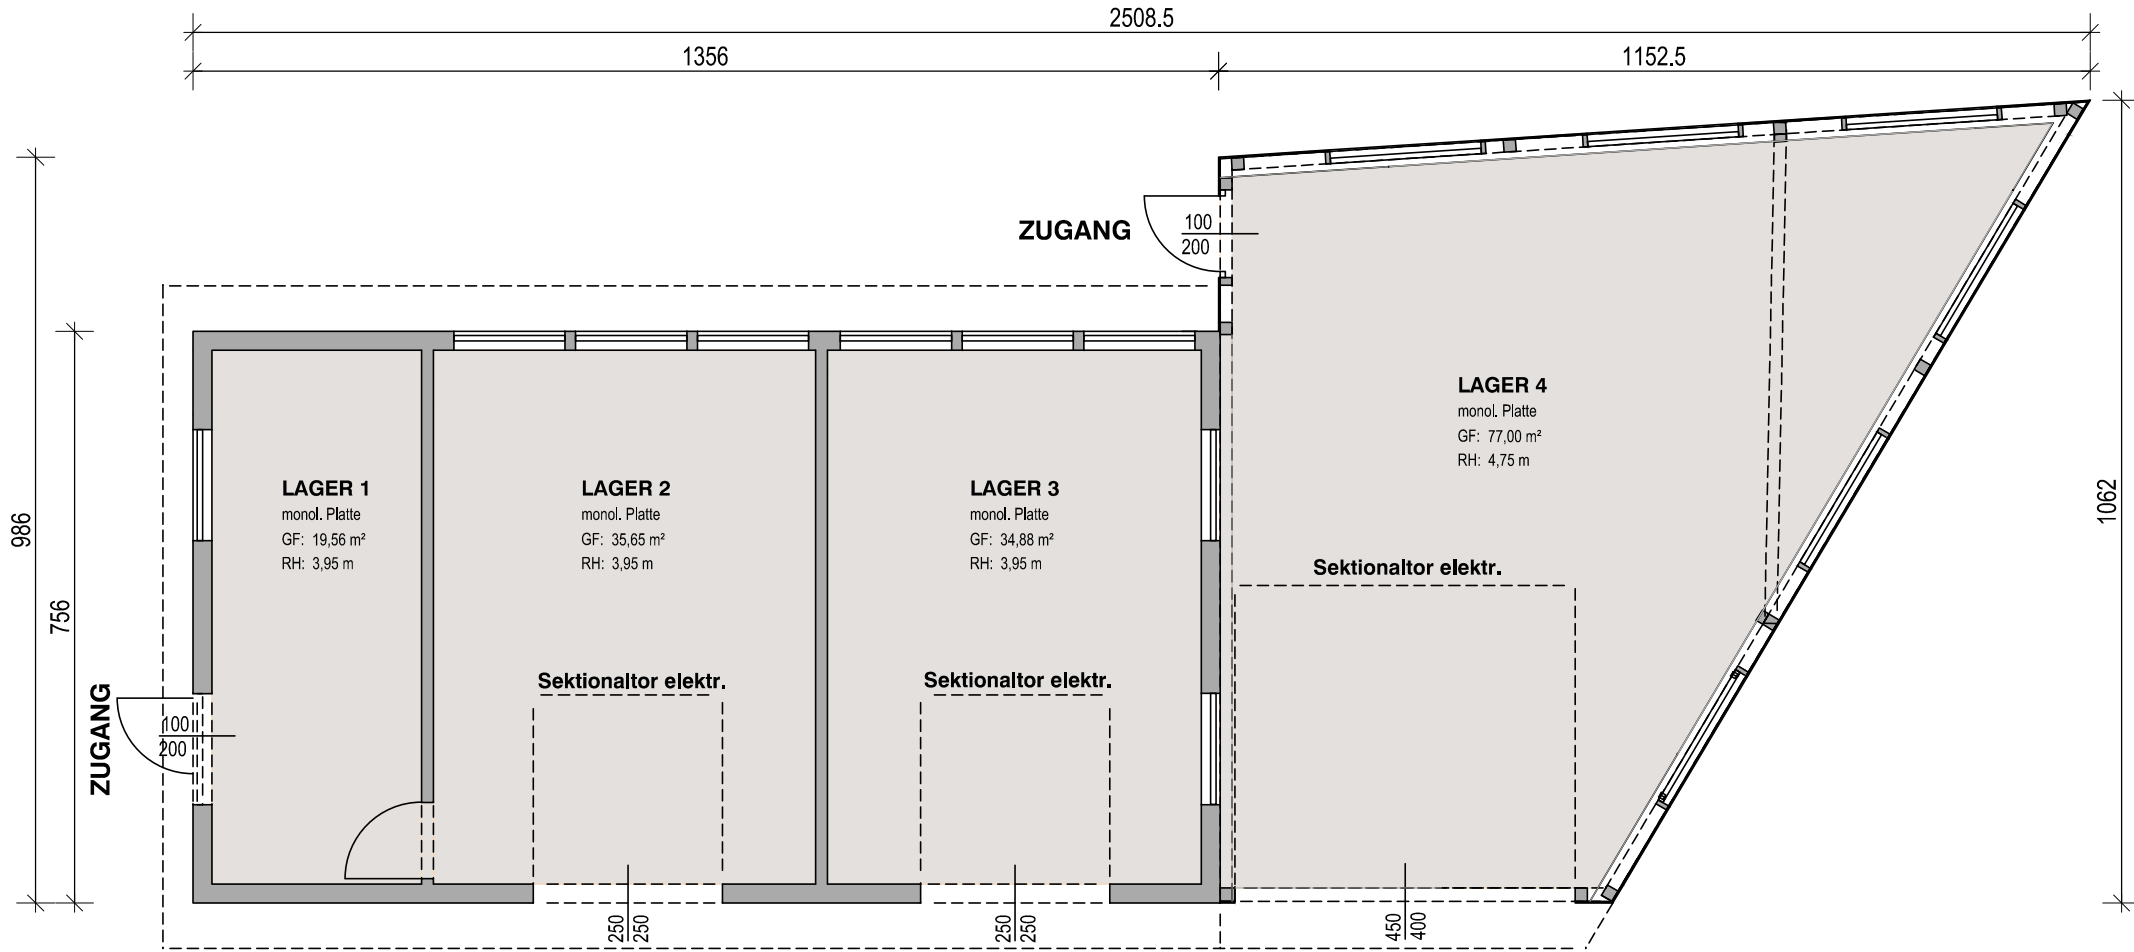 2508.5
1356
1152.5
ZUGANG
100
200
LAGER 4
monol. Platte
GF: 77,00 m²
RH: 4,75 m
986
756
1062
LAGER 1
monol. Platte
GF: 19,56 m²
RH: 3,95 m
LAGER 2
monol. Platte
GF: 35,65 m²
RH: 3,95 m
LAGER 3
monol. Platte
GF: 34,88 m²
RH: 3,95 m
Sektionaltor elektr.
Sektionaltor elektr.
Sektionaltor elektr.
ZUGANG
100
200
250
250
250
250
450
400